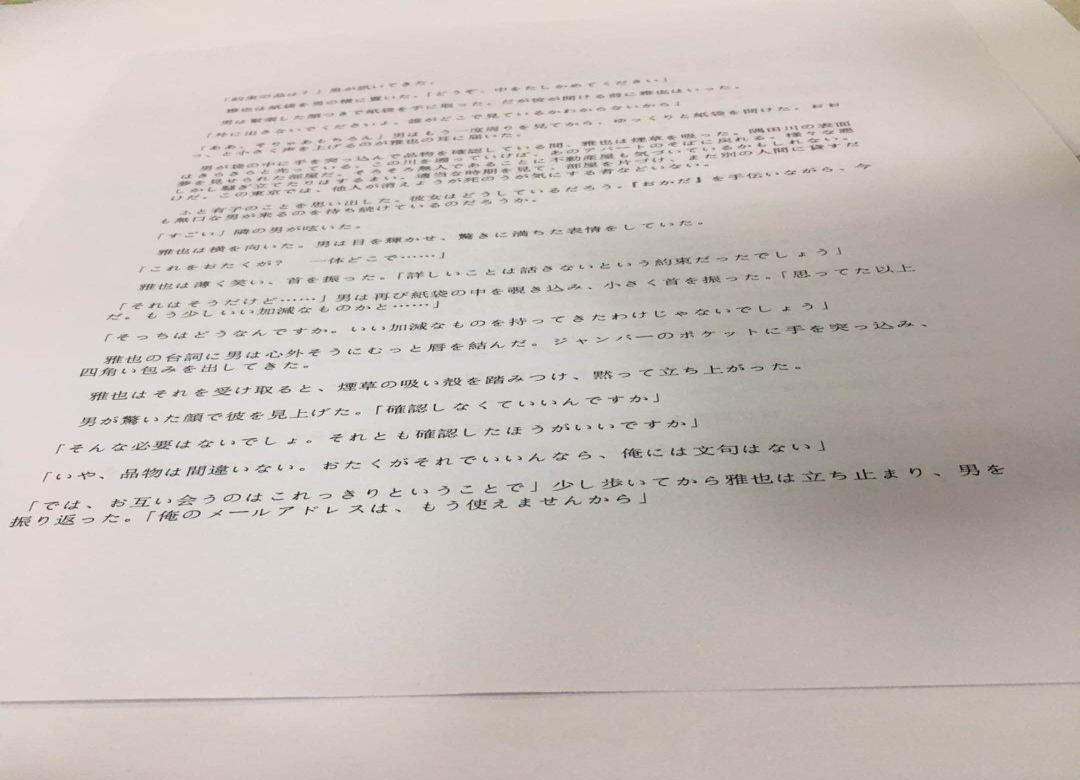 「約束の品は？」男が訊いてきた。
雅也は紙袋を男の横に置いた。「どうぞ、中をたしかめてください」
男は緊張した顔つきで紙袋を手に取った。だが彼が開ける前に雅也はいった。
「外に出さないでくださいよ。誰がどこで見ているかわからないから」
「ああ、そりゃあもちろん」男はもう一度周りを見てから、ゆっくりと紙袋を開けた。おお
っ、と小さく声を上げるのが雅也の耳に届いた。
男が袋の中に手を突っ込んで品物を確認している間、雅也は煙草を吸った。隅田川の表面
はきらきらと光っている。この川を遡っていけば、あのアパートのそばに戻れる。様々な悪
夢を見せられた部屋だ。そろそろ無人であることに不動産屋も気づいているかもしれない。
しかし騒ぎ立てたりはするまい。適当な時期を見て、部屋を片づけ、また別の人間に貸すだ
けだ。この東京では、他人が消えようが死のうが気にする者などいない。
ふと有子のことを思い出した。彼女はどうしているだろう。『おかだ』を手伝いながら、今
も無口な男が来るのを待ち続けているのだろうか。
「すごい」隣の男が呟いた。
雅也は横を向いた。男は目を輝かせ、驚きに満ちた表情をしていた。
「これをおたくが？　一体どこで……」
雅也は薄く笑い、首を振った。「詳しいことは話さないという約束だったでしょう」
「それはそうだけど……」男は再び紙袋の中を覗き込み、小さく首を振った。「思ってた以上
だ。もう少しいい加減なものかと……」
「そっちはどうなんですか。いい加減なものを持ってきたわけじゃないでしょう」
雅也の台詞に男は心外そうにむっと唇を結んだ。ジャンパーのポケットに手を突っ込み、
四角い包みを出してきた。
雅也はそれを受け取ると、煙草の吸い殻を踏みつけ、黙って立ち上がった。
男が驚いた顔で彼を見上げた。「確認しなくていいんですか」
「そんな必要はないでしょ。それとも確認したほうがいいですか」
「いや、品物は間違いない。おたくがそれでいいんなら、俺には文句はない」
「では、お互い会うのはこれっきりということで」少し歩いてから雅也は立ち止まり、男を
振り返った。「俺のメールアドレスは、もう使えませんから」